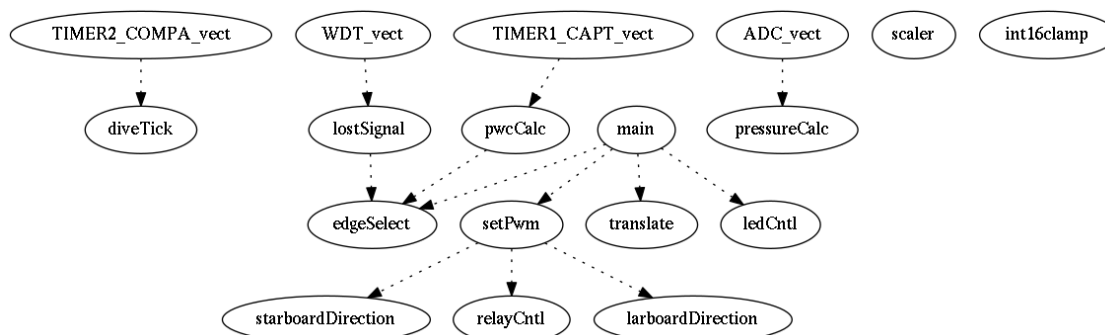 TIMER2_COMPA_vect
WDT_vect
TIMER1_CAPT_vect
ADC_vect
scaler
int16clamp
diveTick
lostSignal
pwcCalc
main
pressureCalc
edgeSelect
setPwm
translate
ledCntl
starboardDirection
relayCntl
larboardDirection